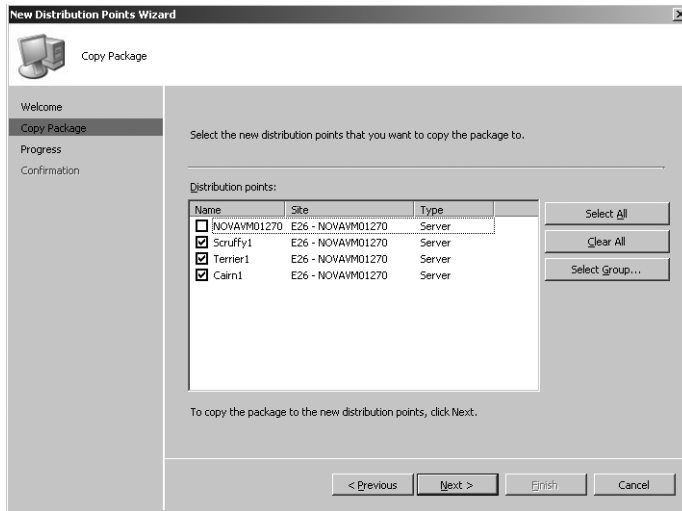 New Distribution Points Wizard
Copy Package
Welcome
Copy Package
Progress
Confirmation
Select the new distribution points that you want to copy the package to.
Distribution points:
Name Site Type
NOVAVM01270 E26 - NOVAVM01270 Server
Scruffy1 E26 - NOVAVM01270 Server
Terrier1 E26 - NOVAVM01270 Server
Cairn1 E26 - NOVAVM01270 Server
Select All
Clear All
Select Group...
To copy the package to the new distribution points, click Next.
< Previous Next > Finish Cancel